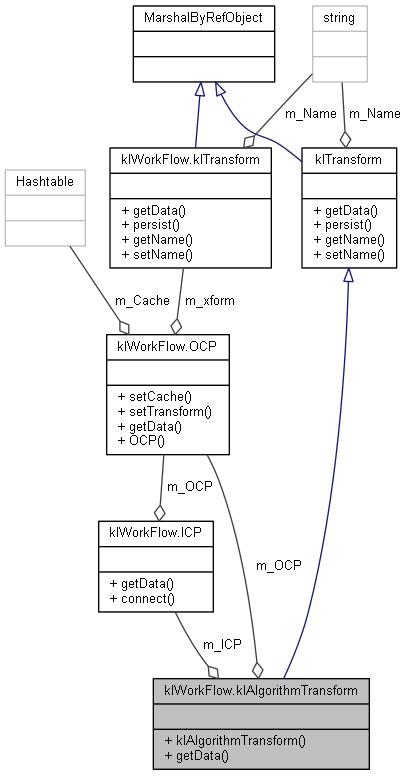 MarshalByRefObject
string
m_Name
m_Name
klWorkFlow.klTransform
+ getData()
+ persist()
+ getName()
+ setName()
klTransform
+ getData()
+ persist()
+ getName()
+ setName()
Hashtable
m_Cache
m_xform
klWorkFlow.OCP
+ setCache()
+ setTransform()
+ getData()
+ OCP()
m_OCP
klWorkFlow.ICP
+ getData()
+ connect()
m_OCP
m_ICP
klWorkFlow.klAlgorithmTransform
+ klAlgorithmTransform()
+ getData()